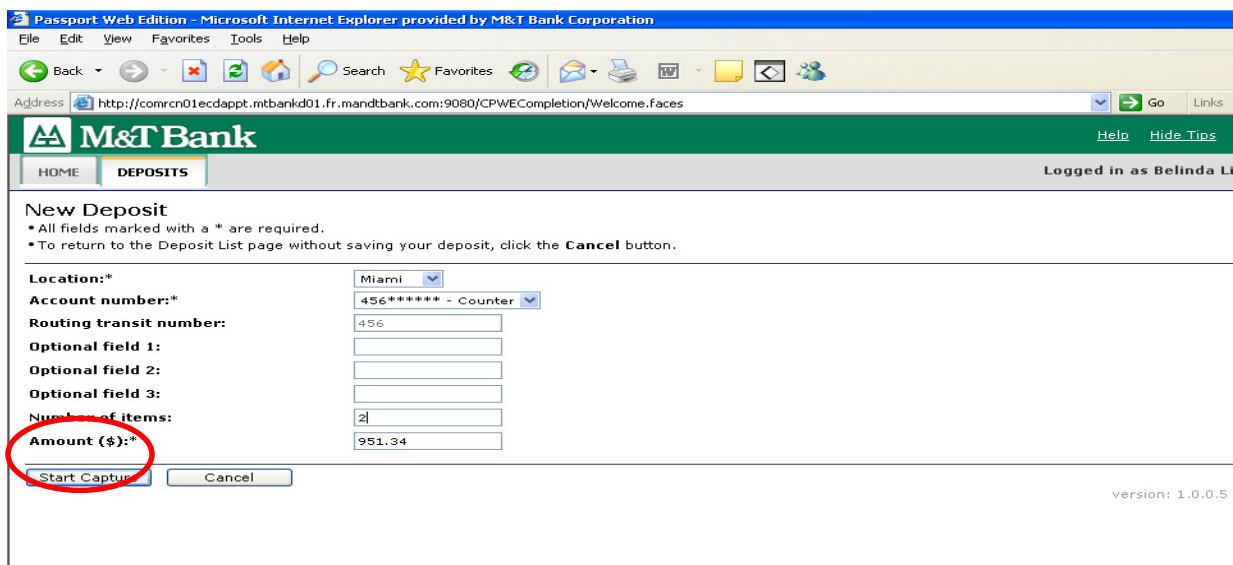 Passport Web Edition - Microsoft Internet Explorer provided by M&T Bank Corporation
File Edit View Favorites Tools Help
Back Search Favorites
Address http://comrcn01ecdappt.mtbankd01.fr.mandtbank.com:9080/CPWECompletion/Welcome.faces Go Links
M&T Bank Help Hide Tips
HOME DEPOSITS Logged in as Belinda Li
New Deposit
• All fields marked with a * are required.
• To return to the Deposit List page without saving your deposit, click the Cancel button.
Location:* Miami
Account number:* 456****** - Counter
Routing transit number: 456
Optional field 1:
Optional field 2:
Optional field 3:
Number of items: 2
Amount ($):* 951.34
Start Capture Cancel
version: 1.0.0.5